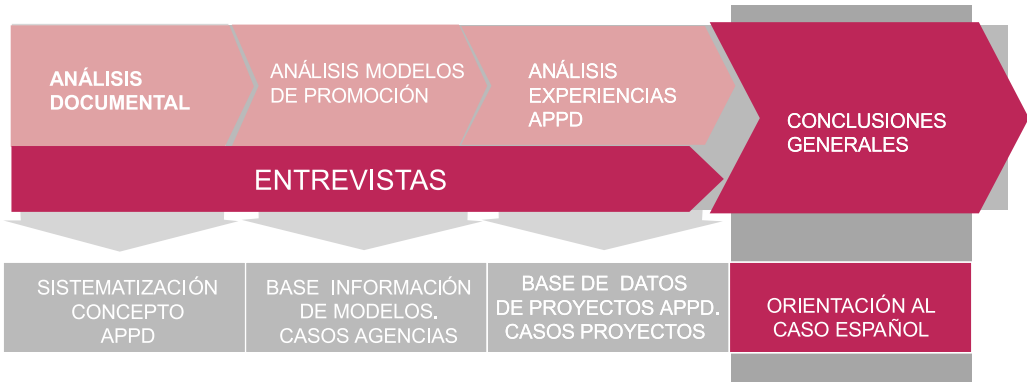 ANÁLISIS
DOCUMENTAL
ANÁLISIS MODELOS
DE PROMOCIÓN
ANÁLISIS
EXPERIENCIAS
APPD
CONCLUSIONES
GENERALES
ENTREVISTAS
SISTEMATIZACIÓN
CONCEPTO
APPD
BASE INFORMACIÓN
DE MODELOS.
CASOS AGENCIAS
BASE DE DATOS
DE PROYECTOS APPD.
CASOS PROYECTOS
ORIENTACIÓN AL
CASO ESPAÑOL